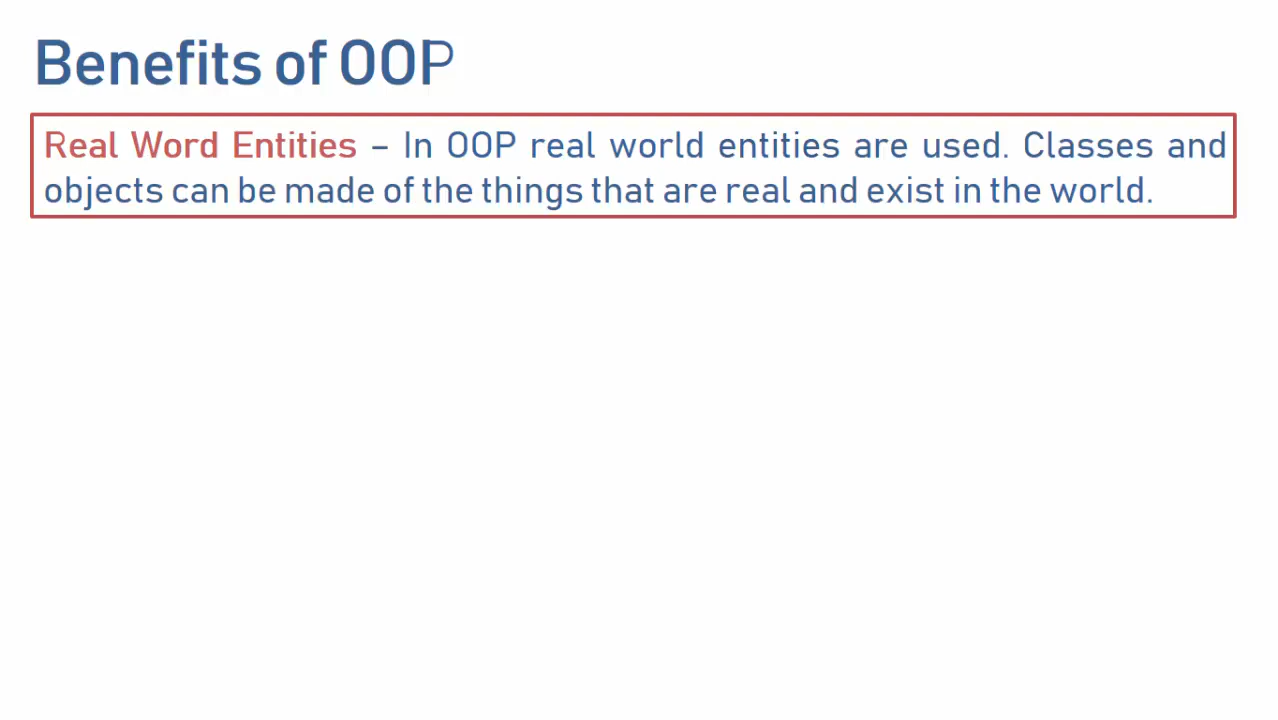 Benefits of OOP
Real Word Entities – In OOP real world entities are used. Classes and
objects can be made of the things that are real and exist in the world.